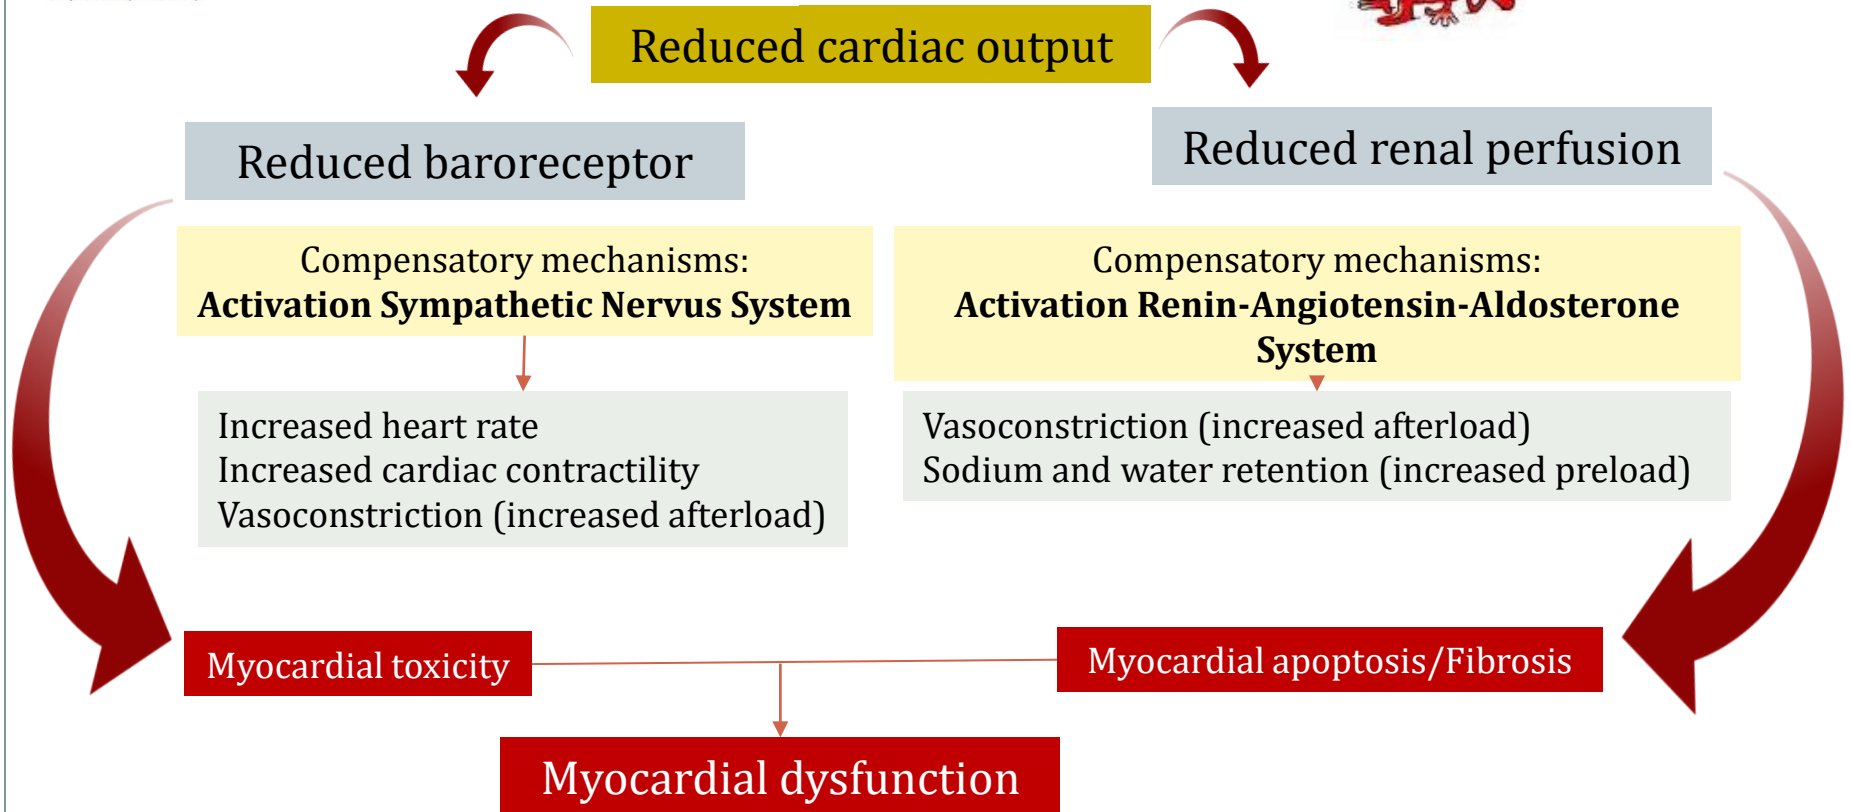 Reduced cardiac output
Reduced baroreceptor
Reduced renal perfusion
Compensatory mechanisms:
Activation Sympathetic Nervus System
Compensatory mechanisms:
Activation Renin-Angiotensin-Aldosterone
System
Increased heart rate
Increased cardiac contractility
Vasoconstriction (increased afterload)
Vasoconstriction (increased afterload)
Sodium and water retention (increased preload)
Myocardial toxicity
Myocardial apoptosis/Fibrosis
Myocardial dysfunction